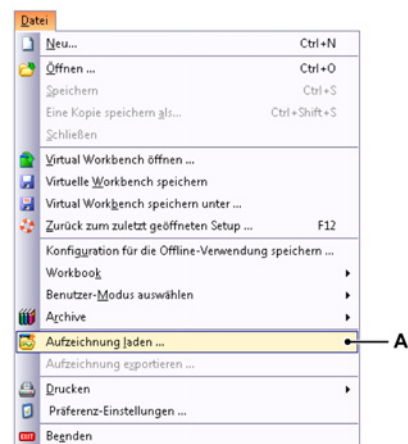 Datei
Neu... Ctrl+N
Öffnen ... Ctrl+O
Speichern Ctrl+S
Eine Kopie speichern als... Ctrl+Shift+S
Schließen
Virtual Workbench öffnen ...
Virtuelle Workbench speichern
Virtual Workbench speichern unter ...
Zurück zum zuletzt geöffneten Setup ... F12
Konfiguration für die Offline-Verwendung speichern ...
Workbook
Benutzer-Modus auswählen
Archive
Aufzeichnung laden ... A
Aufzeichnung exportieren ...
Drucken
Präferenz-Einstellungen ...
EXIT Beenden